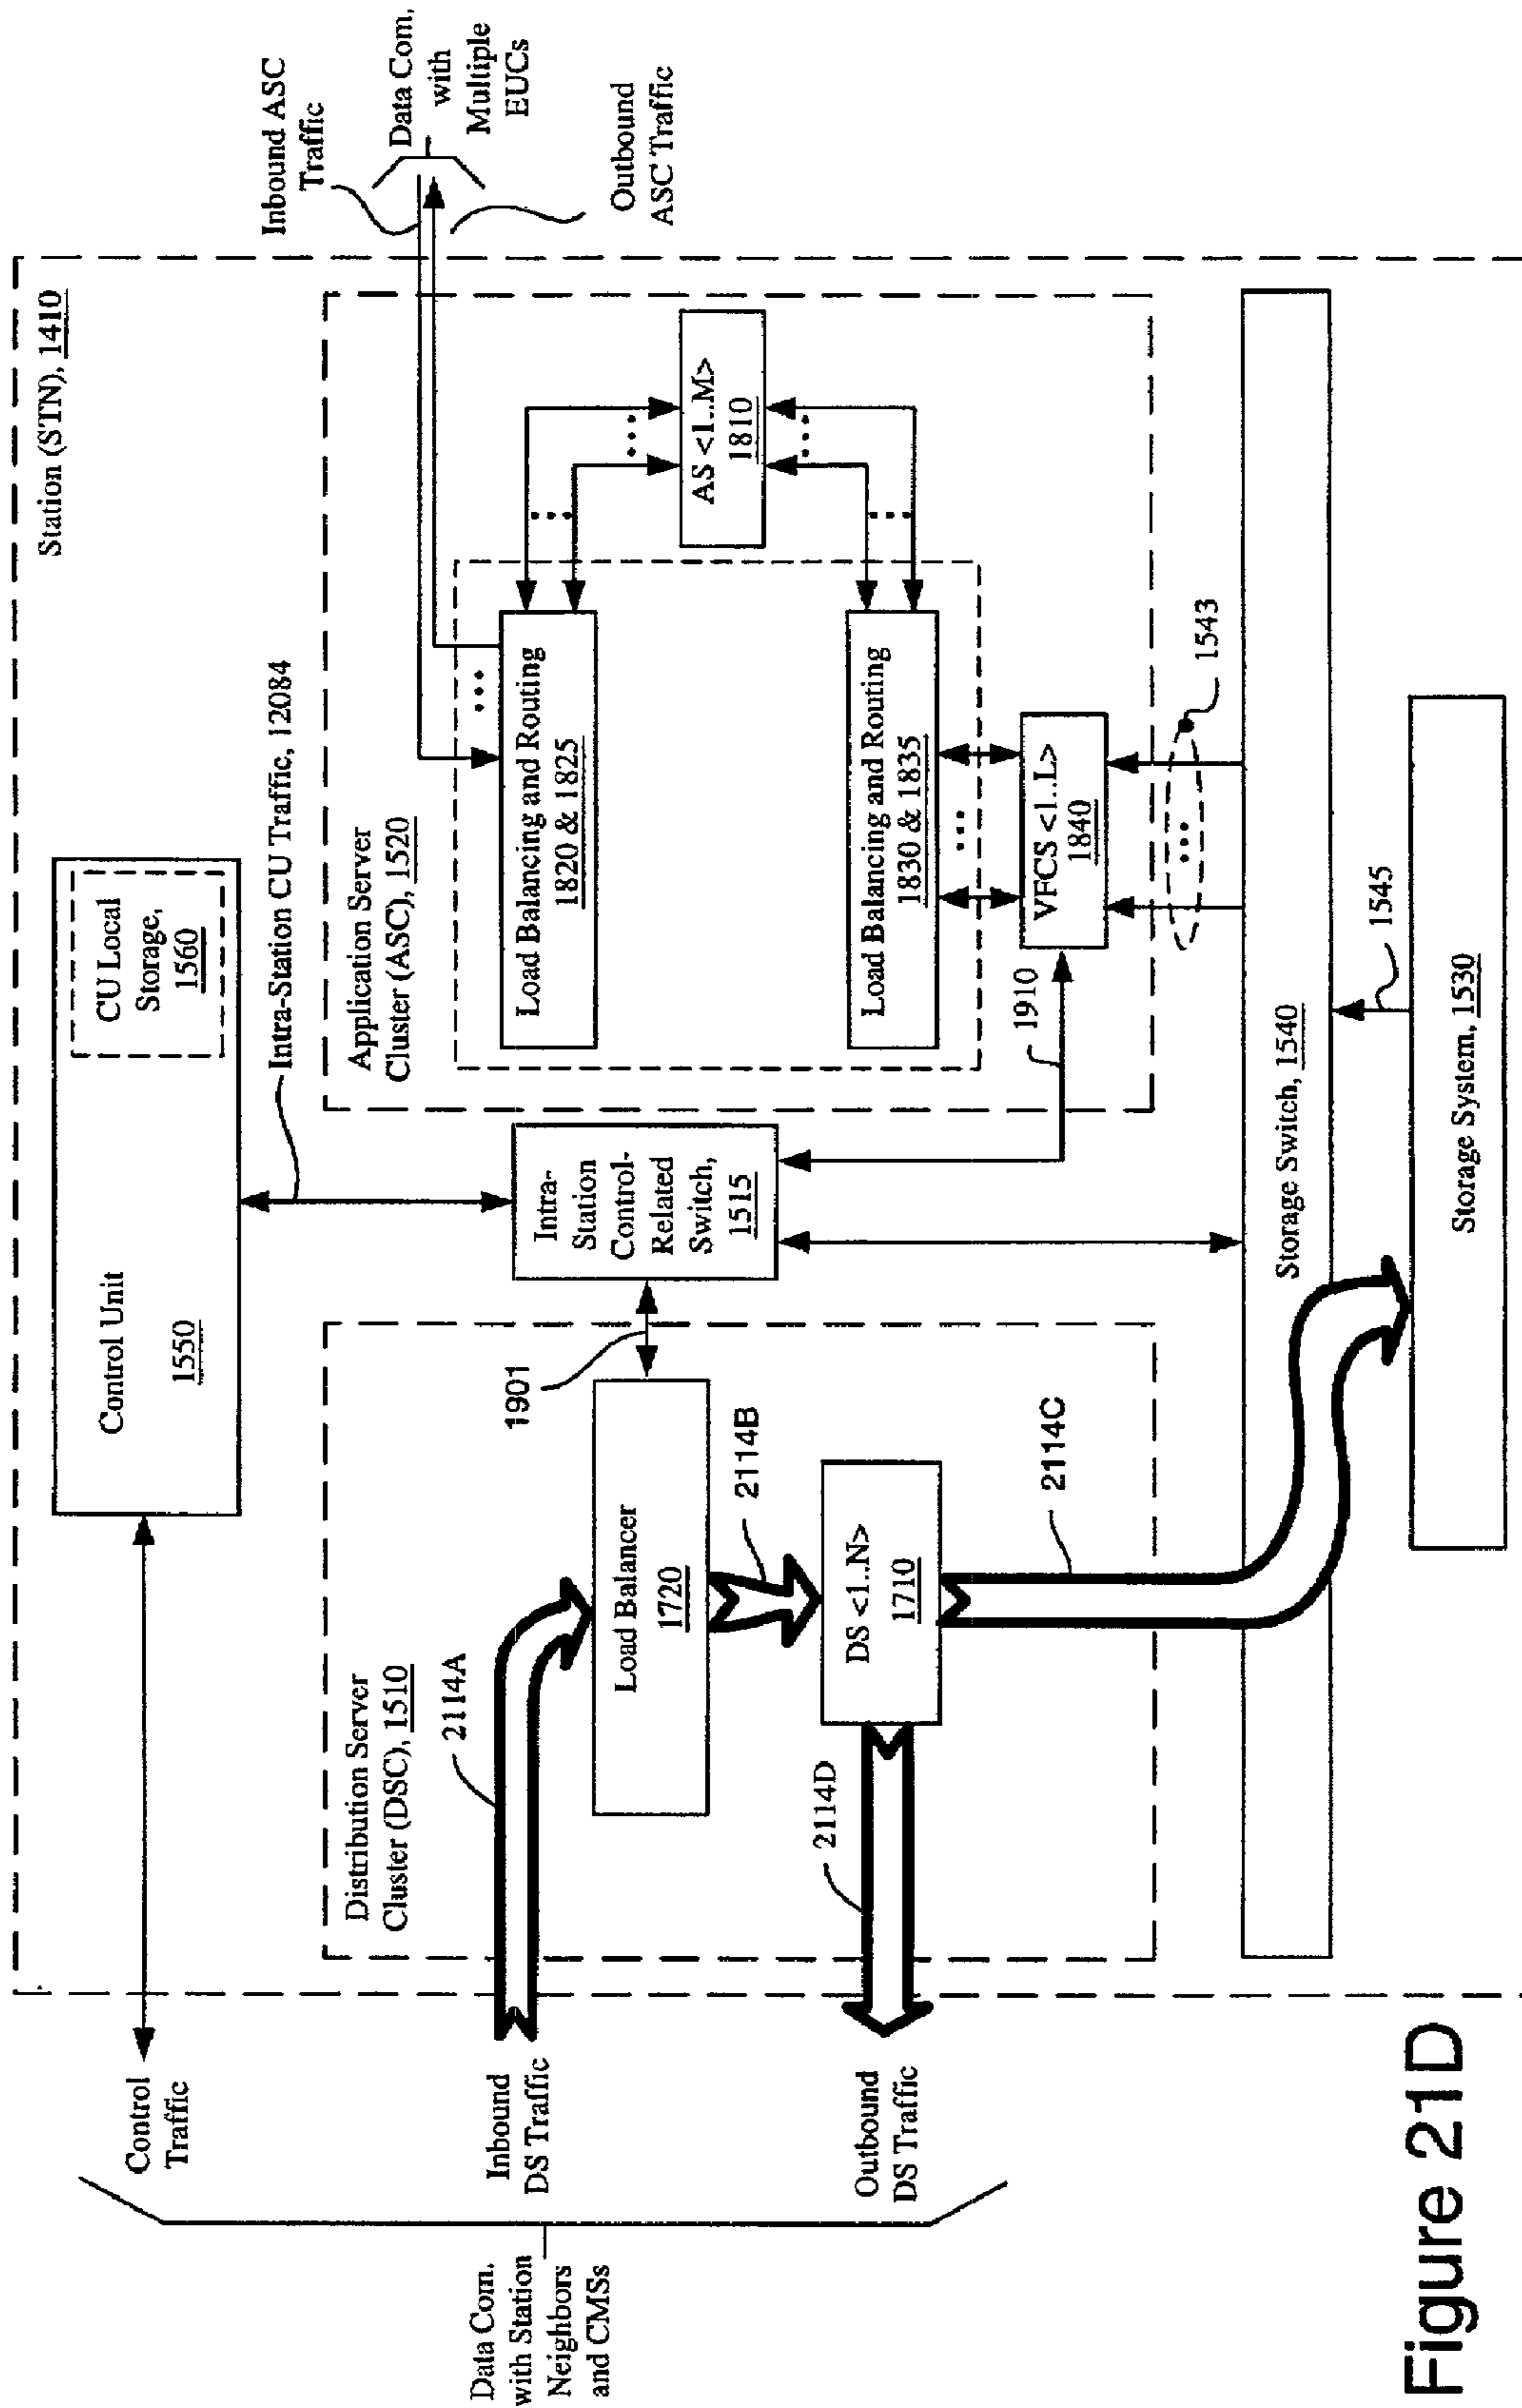 Station (STN), 1410
Control
Traffic
Control Unit
1550
CU Local
Storage,
1560
Intra-Station CU Traffic, 12084
Inbound ASC
Traffic
Data Com.
with
Multiple
EUCs
Outbound
ASC Traffic
Distribution Server
Cluster (DSC), 1510
2114A
Inbound
DS Traffic
Load Balancer
1720
1901
2114B
DS <1..N>
1710
2114D
Outbound
DS Traffic
2114C
Data Com.
with Station
Neighbors
and CMSs
Intra-
Station
Control-
Related
Switch,
1515
Application Server
Cluster (ASC), 1520
Load Balancing and Routing
1820 & 1825
AS <1..M>
1810
Load Balancing and Routing
1830 & 1835
1910
VFCS <1..L>
1840
1543
Storage Switch, 1540
1545
Storage System, 1530
Figure 21D